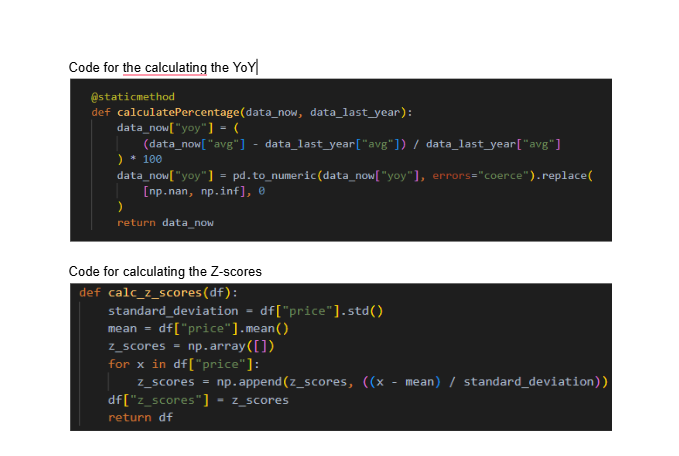 Code for the calculating the YoY
@staticmethod
def calculatePercentage(data_now, data_last_year):
data_now["yoy"] = (
(data_now["avg"] - data_last_year["avg"]) / data_last_year["avg"]
) * 100
data_now["yoy"] = pd.to_numeric(data_now["yoy"], errors="coerce").replace(
[np.nan, np.inf], 0
)
return data_now
Code for calculating the Z-scores
def calc_z_scores(df):
standard_deviation = df["price"].std()
mean = df["price"].mean()
z_scores = np.array([])
for x in df["price"]:
z_scores = np.append(z_scores, ((x - mean) / standard_deviation))
df["z_scores"] = z_scores
return df